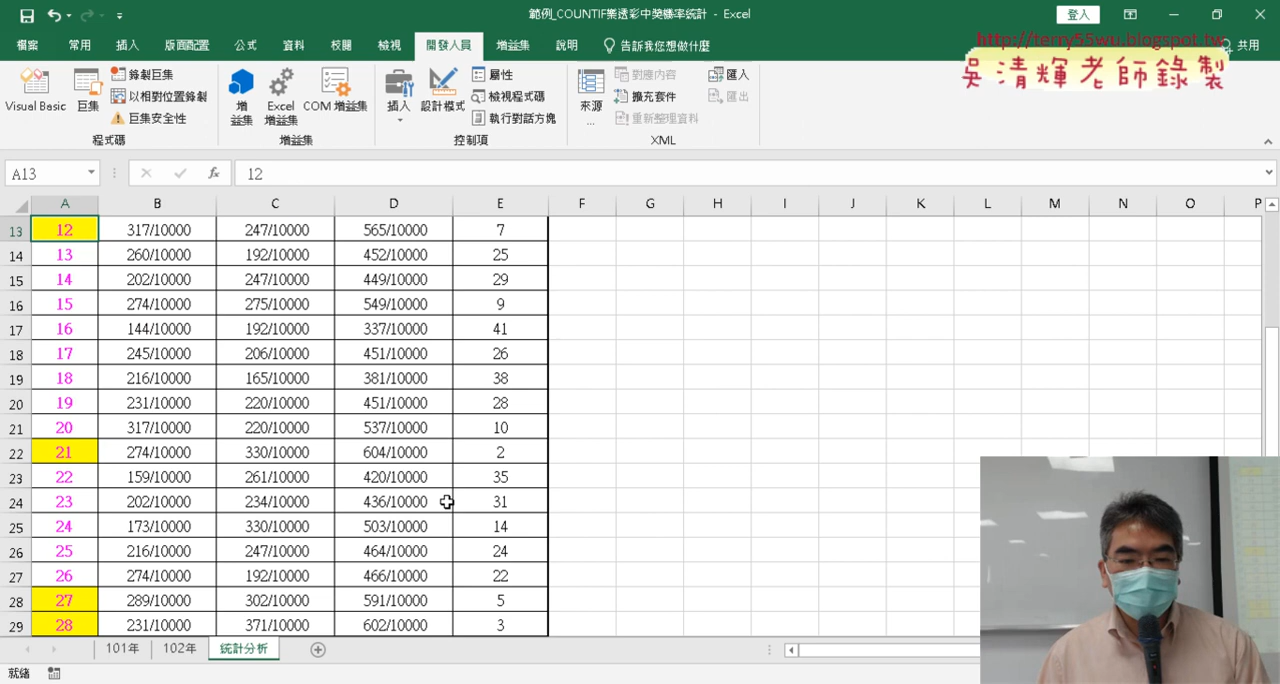 範例_COUNTIF樂透彩中獎機率統計 - Excel
登入
檔案 常用 插入 版面配置 公式 資料 校閱 檢視 開發人員 增益集 說明 告訴我您想做什麼 共用
http://terry55wu.blogspot.tw
吳清輝老師錄製
Visual Basic 巨集 錄製巨集 以相對位置錄製 巨集安全性
增益集 Excel 增益集 COM 增益集
插入 設計模式 屬性 檢視程式碼 執行對話方塊
來源... 對應內容 擴充套件 重新整理資料 匯入 匯出
程式碼 增益集 控制項 XML
A13 fx 12
A B C D E F G H I J K L M N O P
13 12 317/10000 247/10000 565/10000 7
14 13 260/10000 192/10000 452/10000 25
15 14 202/10000 247/10000 449/10000 29
16 15 274/10000 275/10000 549/10000 9
17 16 144/10000 192/10000 337/10000 41
18 17 245/10000 206/10000 451/10000 26
19 18 216/10000 165/10000 381/10000 38
20 19 231/10000 220/10000 451/10000 28
21 20 317/10000 220/10000 537/10000 10
22 21 274/10000 330/10000 604/10000 2
23 22 159/10000 261/10000 420/10000 35
24 23 202/10000 234/10000 436/10000 31
25 24 173/10000 330/10000 503/10000 14
26 25 216/10000 247/10000 464/10000 24
27 26 274/10000 192/10000 466/10000 22
28 27 289/10000 302/10000 591/10000 5
29 28 231/10000 371/10000 602/10000 3
101年 102年 統計分析
就緒